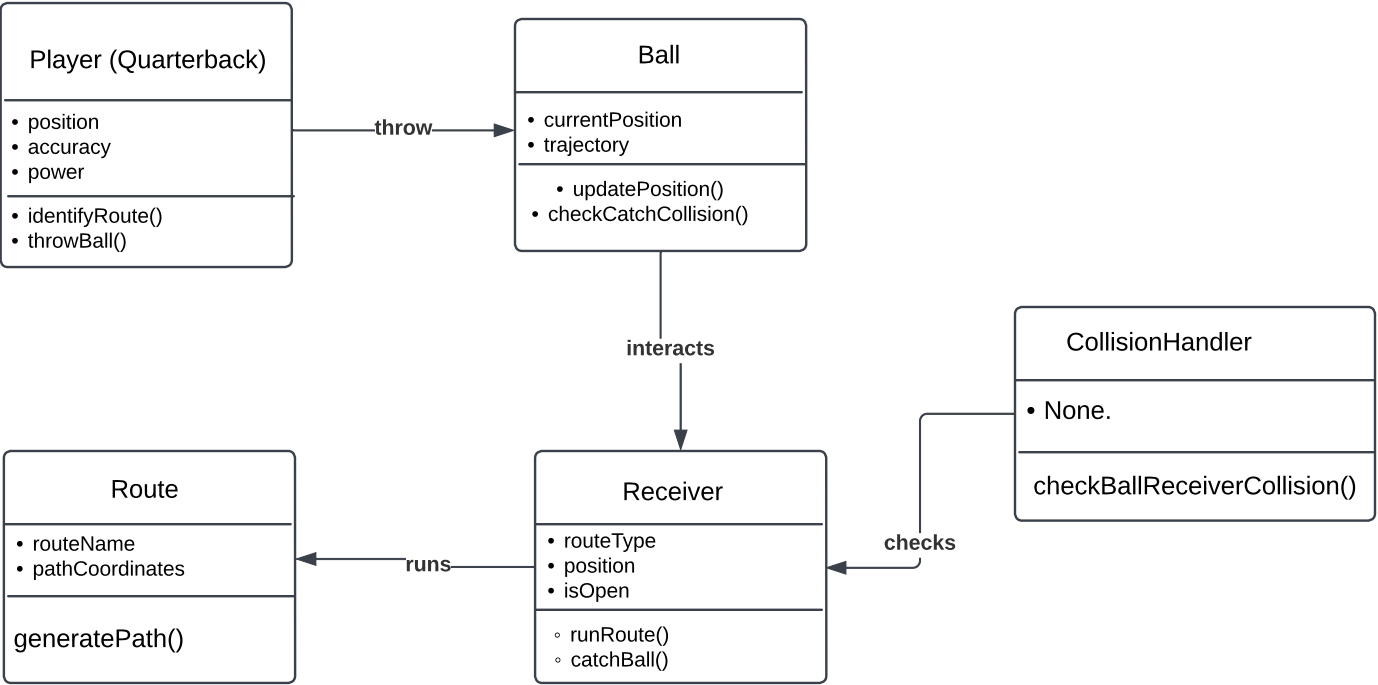 Player (Quarterback)
• position
• accuracy
• power
• identifyRoute()
• throwBall()
throw
Ball
• currentPosition
• trajectory
• updatePosition()
• checkCatchCollision()
interacts
CollisionHandler
• None.
checkBallReceiverCollision()
checks
Receiver
• routeType
• position
• isOpen
◦ runRoute()
◦ catchBall()
runs
Route
• routeName
• pathCoordinates
generatePath()